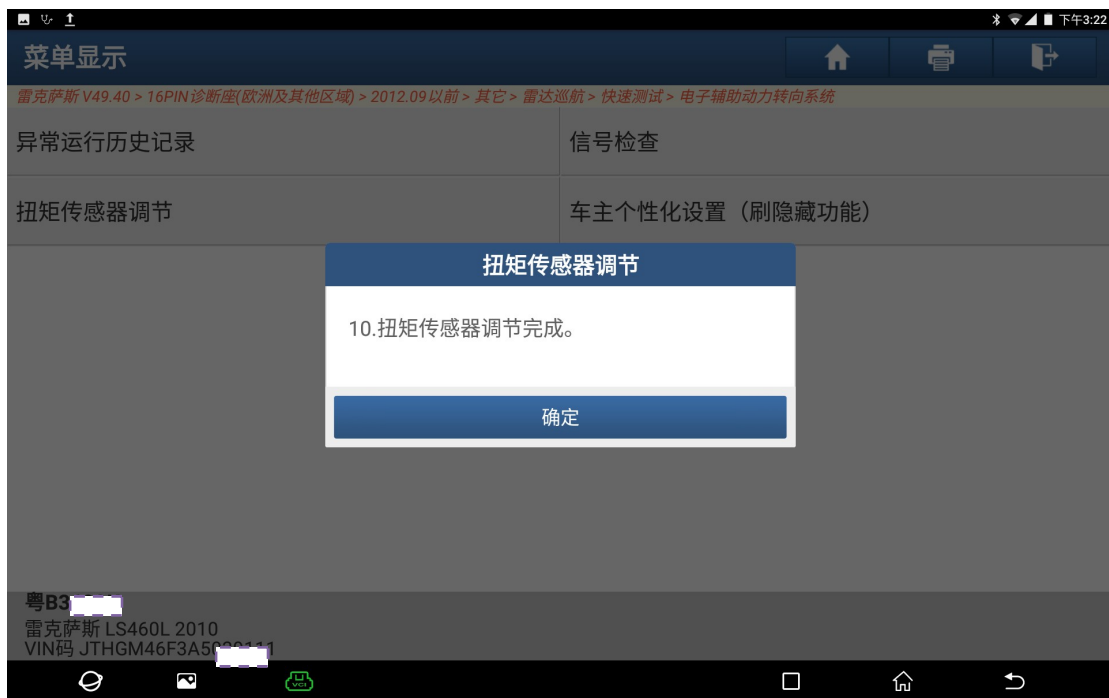 下午3:22
菜单显示
雷克萨斯 V49.40 > 16PIN诊断座(欧洲及其他区域) > 2012.09以前 > 其它 > 雷达巡航 > 快速测试 > 电子辅助动力转向系统
异常运行历史记录
信号检查
扭矩传感器调节
车主个性化设置（刷隐藏功能）
扭矩传感器调节
10.扭矩传感器调节完成。
确定
粤B3
雷克萨斯 LS460L 2010
VIN码 JTHGM46F3A5
VCI